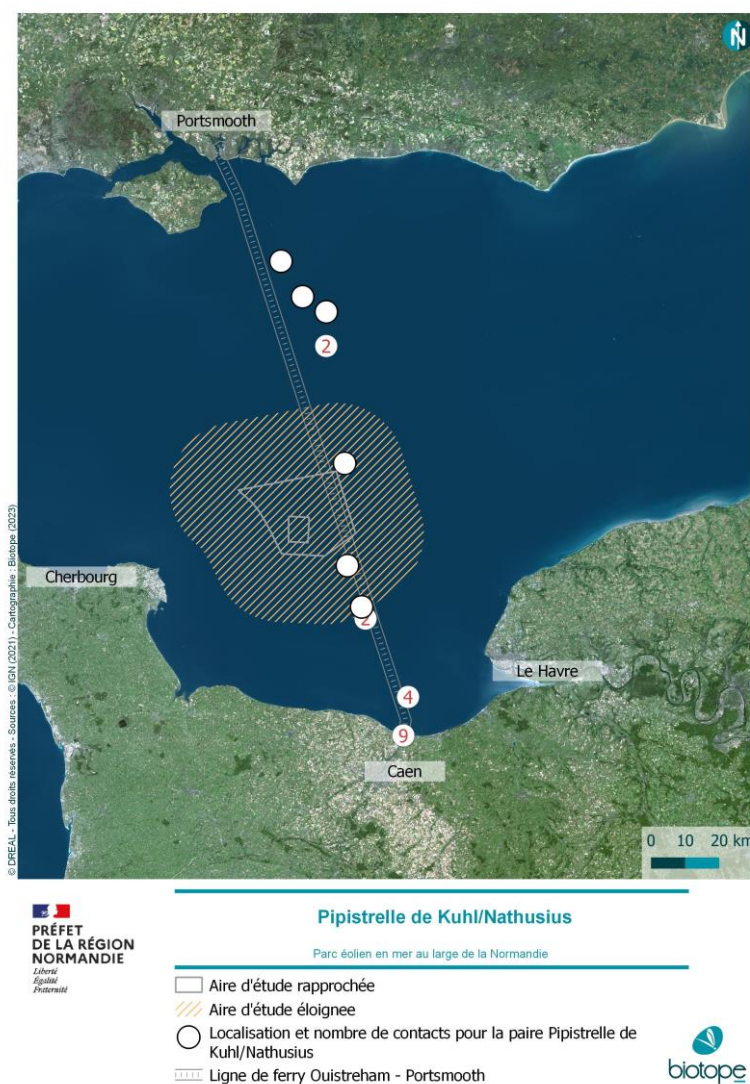 N
Portsmooth
2
Cherbourg
2
Le Havre
4
9
Caen
0 10 20 km
© DREAL - Tous droits réservés - Sources : © IGN (2021) - Cartographie : Biotope (2023)
PRÉFET
DE LA RÉGION
NORMANDIE
Liberté
Égalité
Fraternité
Pipistrelle de Kuhl/Nathusius
Parc éolien en mer au large de la Normandie
Aire d'étude rapprochée
Aire d'étude éloignee
Localisation et nombre de contacts pour la paire Pipistrelle de
Kuhl/Nathusius
Ligne de ferry Ouistreham - Portsmouth
biotope